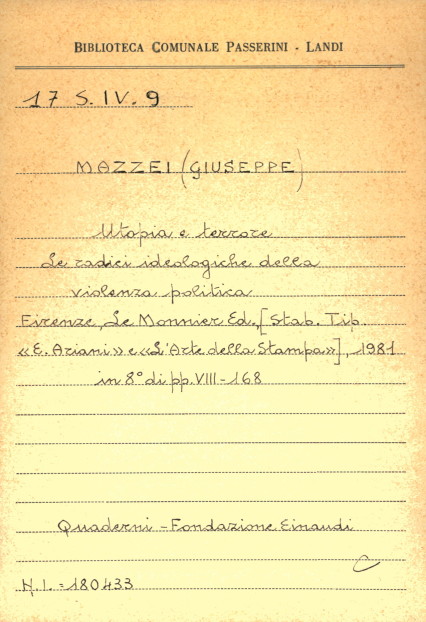 BIBLIOTECA COMUNALE PASSERINI - LANDI
17 S. IV. 9
MAZZEI (GIUSEPPE)
Utopia e terrore
Le radici ideologiche della
violenza politica
Firenze, Le Monnier Ed., [Stab. Tip.
«E. Ariani» e «L'Arte della Stampa»], 1981
in 8° di pp. VIII-168
Quaderni - Fondazione Einaudi
C
N. I. = 180433